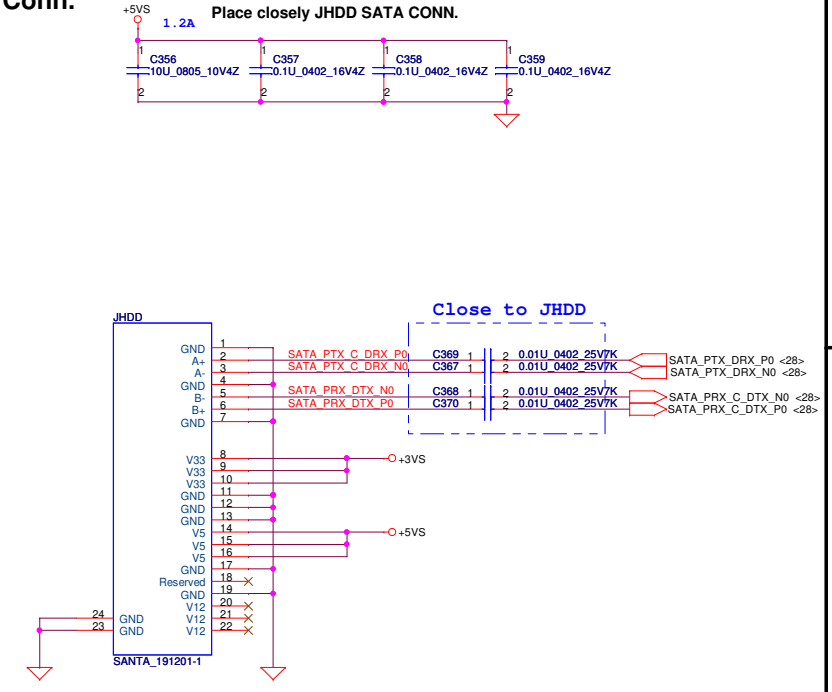 Conn.
+5VS
1.2A
Place closely JHDD SATA CONN.
1 C356 10U_0805_10V4Z 2
1 C357 0.1U_0402_16V4Z 2
1 C358 0.1U_0402_16V4Z 2
1 C359 0.1U_0402_16V4Z 2
Close to JHDD
JHDD
GND 1
A+ 2 SATA_PTX_C_DRX_P0 C369 1 2 0.01U_0402_25V7K SATA_PTX_DRX_P0 <28>
A- 3 SATA_PTX_C_DRX_N0 C367 1 2 0.01U_0402_25V7K SATA_PTX_DRX_N0 <28>
GND 4
B- 5 SATA_PRX_DTX_N0 C368 1 2 0.01U_0402_25V7K SATA_PRX_C_DTX_N0 <28>
B+ 6 SATA_PRX_DTX_P0 C370 1 2 0.01U_0402_25V7K SATA_PRX_C_DTX_P0 <28>
GND 7
V33 8 +3VS
V33 9
V33 10
GND 11
GND 12
GND 13
V5 14 +5VS
V5 15
V5 16
GND 17
Reserved 18
GND 19
V12 20
24 GND V12 21
23 GND V12 22
SANTA_191201-1